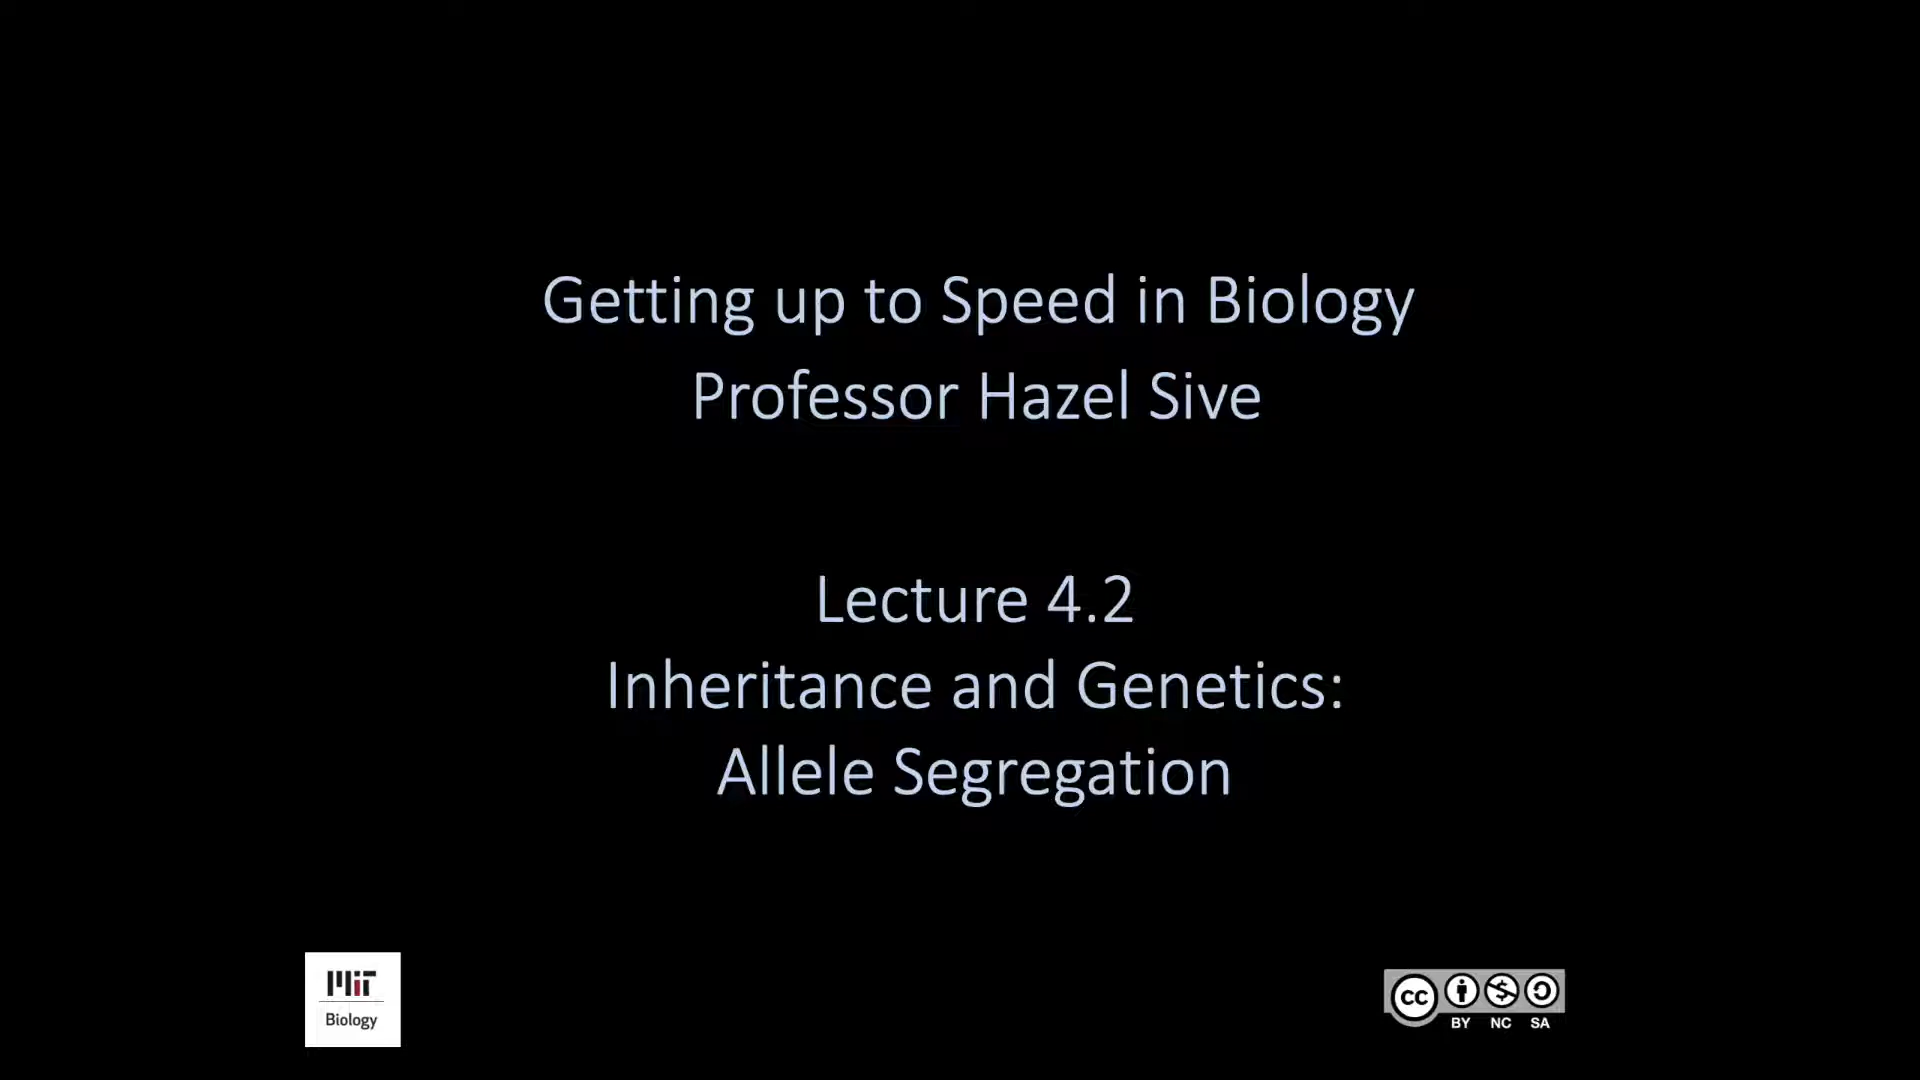 Getting up to Speed in Biology
Professor Hazel Sive
Lecture 4.2
Inheritance and Genetics:
Allele Segregation
MIT
Biology
cc
BY NC SA